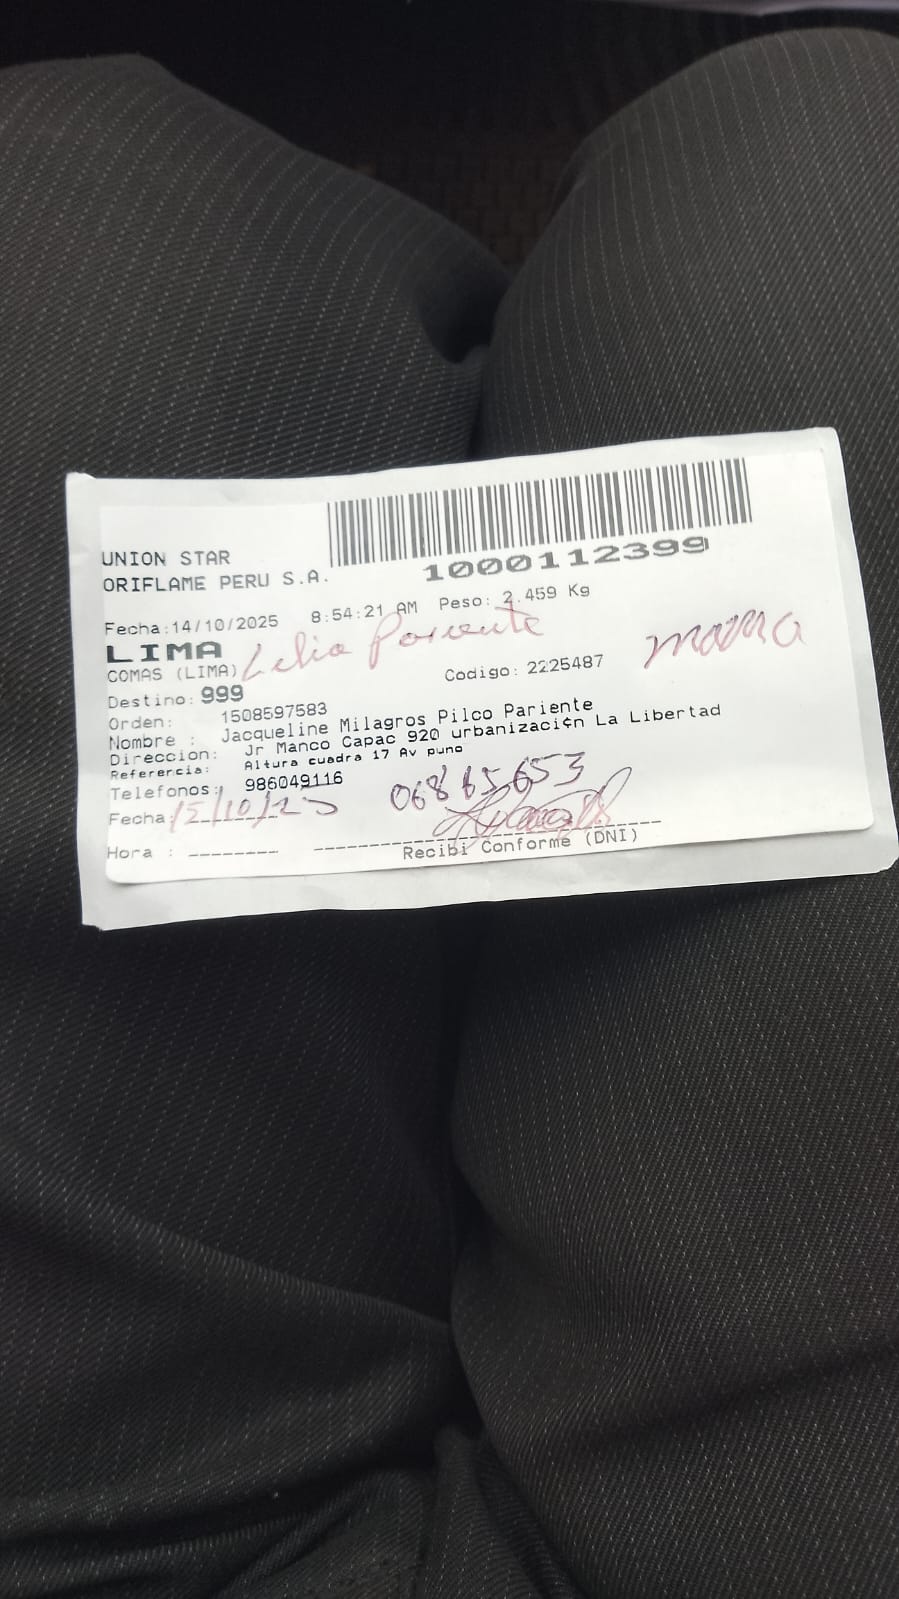 UNION STAR
ORIFLAME PERU S.A.
1000112399
Fecha:14/10/2025 8:54:21 AM Peso: 2.459 Kg
LIMA
COMAS (LIMA) Lelia Pariente mama
Codigo: 2225487
Destino: 999
Orden: 1508597583
Nombre : Jacqueline Milagros Pilco Pariente
Direccion: Jr Manco Capac 920 urbanizaci¢n La Libertad
Referencia: Altura cuadra 17 Av puno
Telefonos: 986049116
Fecha: 15/10/25 06865653
Hora :
Recibi Conforme (DNI)